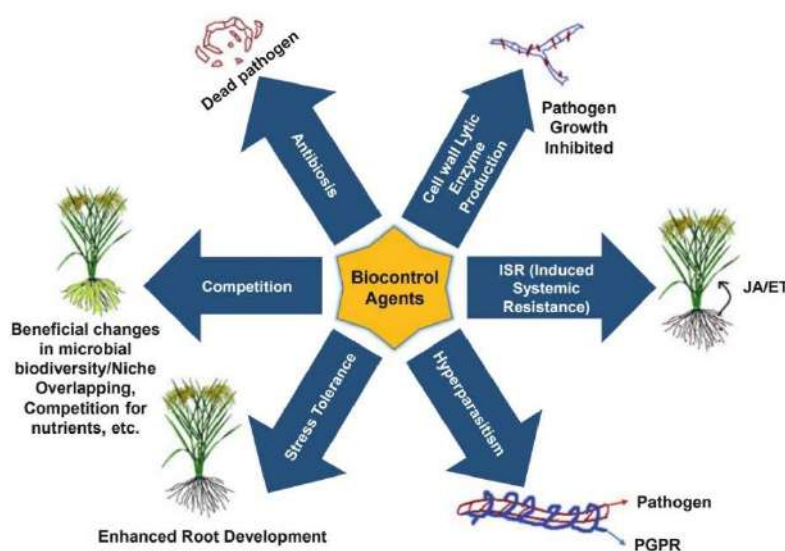 Dead pathogen
Antibiosis
Cell wall Lytic
Enzyme
Production
Pathogen
Growth
Inhibited
Competition
Biocontrol
Agents
ISR (Induced
Systemic
Resistance)
JA/ET
Beneficial changes
in microbial
biodiversity/Niche
Overlapping,
Competition for
nutrients, etc.
Stress Tolerance
Hyperparasitism
Enhanced Root Development
Pathogen
PGPR